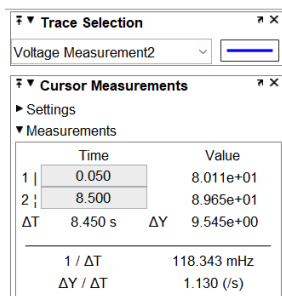 Trace Selection
Voltage Measurement2
Cursor Measurements
Settings
Measurements
Time Value
1 | 0.050 8.011e+01
2 ¦ 8.500 8.965e+01
ΔT 8.450 s ΔY 9.545e+00
1 / ΔT 118.343 mHz
ΔY / ΔT 1.130 (/s)